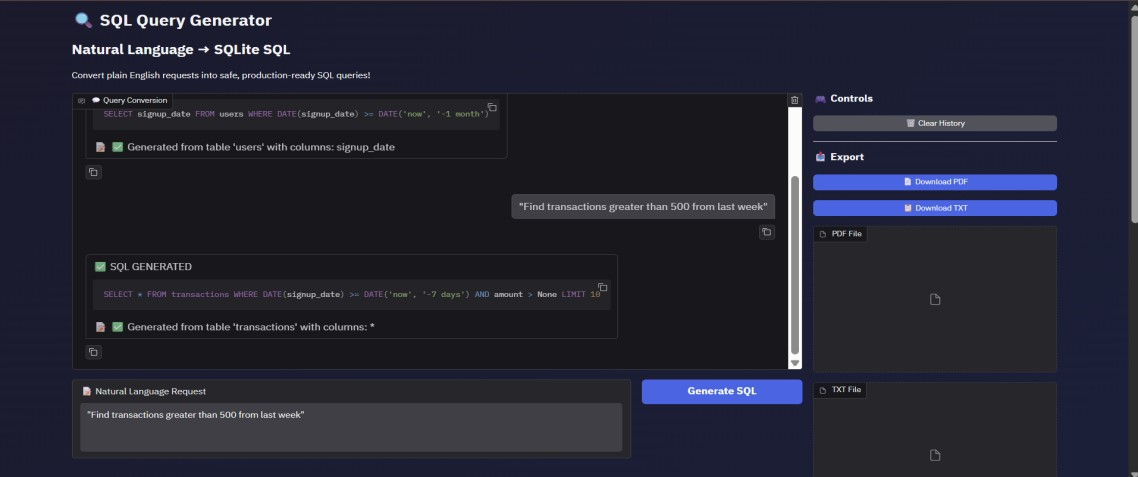 SQL Query Generator
Natural Language → SQLite SQL
Convert plain English requests into safe, production-ready SQL queries!
Query Conversion
SELECT signup_date FROM users WHERE DATE(signup_date) >= DATE('now', '-1 month')
Generated from table 'users' with columns: signup_date
"Find transactions greater than 500 from last week"
SQL GENERATED
SELECT * FROM transactions WHERE DATE(signup_date) >= DATE('now', '-7 days') AND amount > None LIMIT 10
Generated from table 'transactions' with columns: *
Natural Language Request
"Find transactions greater than 500 from last week"
Generate SQL
Controls
Clear History
Export
Download PDF
Download TXT
PDF File
TXT File